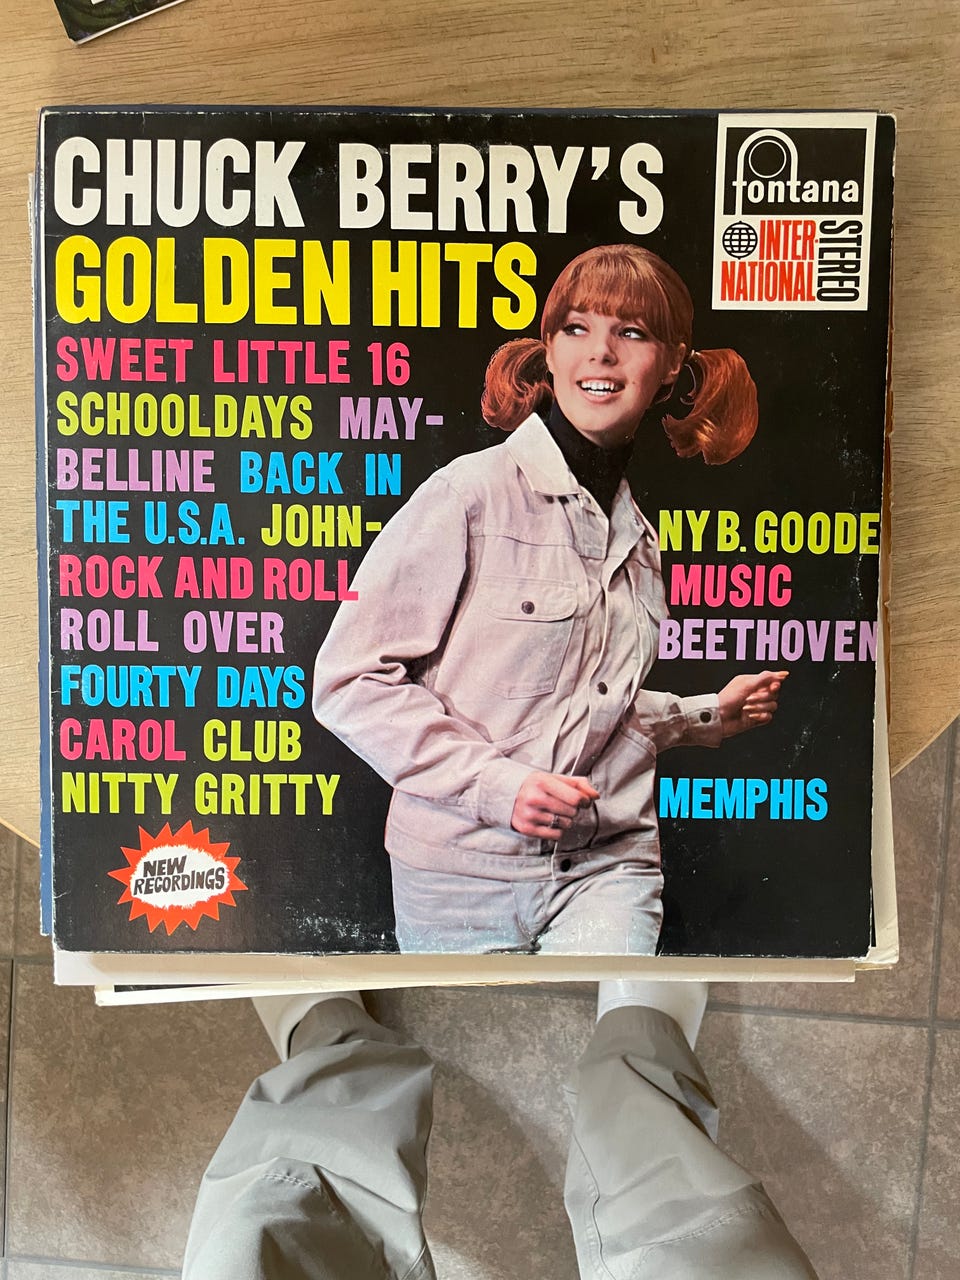 CHUCK BERRY'S
GOLDEN HITS
fontana
INTER-
NATIONAL
STEREO
SWEET LITTLE 16
SCHOOLDAYS MAY-
BELLINE BACK IN
THE U.S.A. JOHN-NY B. GOODE
ROCK AND ROLL MUSIC
ROLL OVER BEETHOVEN
FOURTY DAYS
CAROL CLUB
NITTY GRITTY MEMPHIS
NEW
RECORDINGS